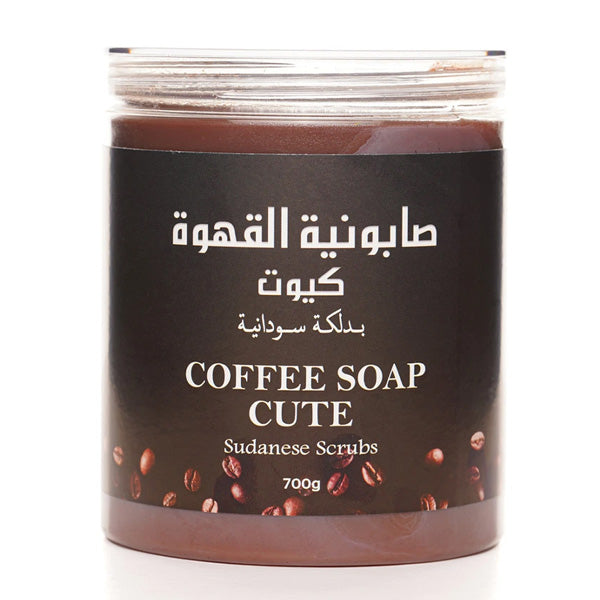 صابونية القهوة
كيوت
بدلكة سودانية
COFFEE SOAP
CUTE
Sudanese Scrubs
700g